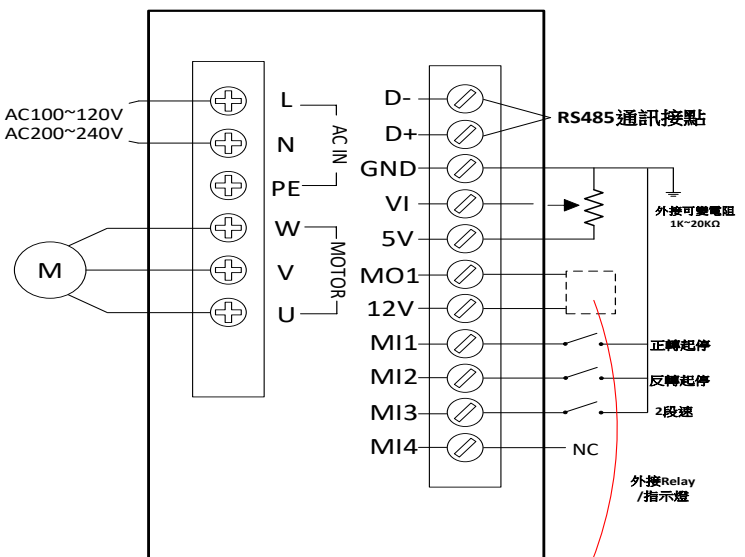 AC100~120V
AC200~240V
L
N
PE
AC IN
W
V
U
MOTOR
M
D-
D+
GND
VI
5V
MO1
12V
MI1
MI2
MI3
MI4
RS485通訊接點
外接可變電阻
1K~20KΩ
正轉起停
反轉起停
2段速
NC
外接Relay
/指示燈